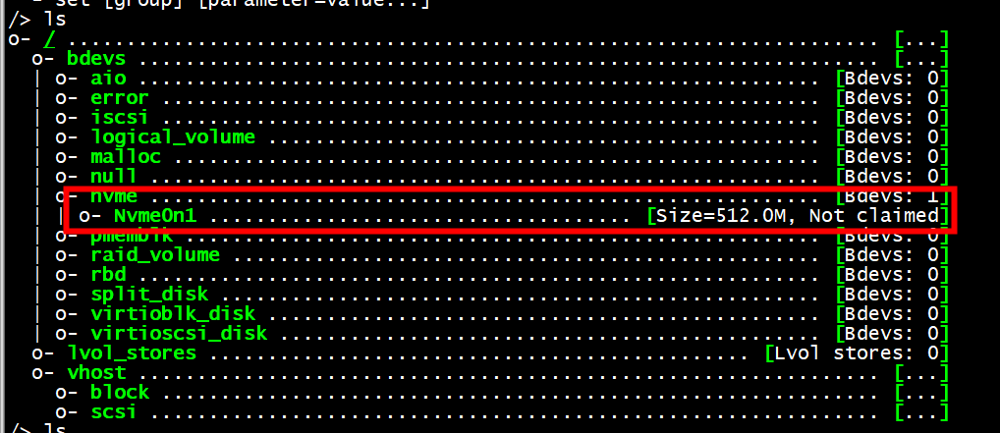 - set [group] [parameter=value...]
/> ls
o- / ...................................................................... [...]
  o- bdevs ................................................................ [...]
  | o- aio ........................................................... [Bdevs: 0]
  | o- error ......................................................... [Bdevs: 0]
  | o- iscsi ......................................................... [Bdevs: 0]
  | o- logical_volume ................................................ [Bdevs: 0]
  | o- malloc ........................................................ [Bdevs: 0]
  | o- null .......................................................... [Bdevs: 0]
  | o- nvme .......................................................... [Bdevs: 1]
  | | o- Nvme0n1 ...................................... [Size=512.0M, Not claimed]
  | o- pmemblk ....................................................... [Bdevs: 0]
  | o- raid_volume ................................................... [Bdevs: 0]
  | o- rbd ........................................................... [Bdevs: 0]
  | o- split_disk .................................................... [Bdevs: 0]
  | o- virtioblk_disk ................................................ [Bdevs: 0]
  | o- virtioscsi_disk ............................................... [Bdevs: 0]
  o- lvol_stores ................................................ [Lvol stores: 0]
  o- vhost ................................................................ [...]
    o- block .............................................................. [...]
    o- scsi ............................................................... [...]
/> ls